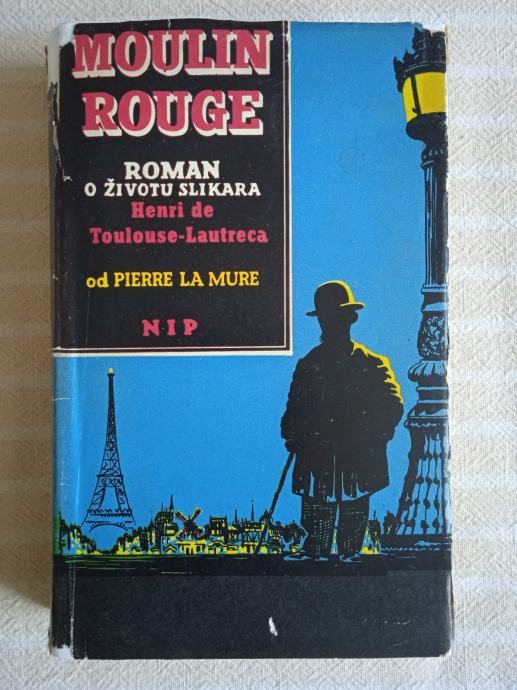 MOULIN
ROUGE
ROMAN
O ŽIVOTU SLIKARA
Henri de
Toulouse-Lautreca
od PIERRE LA MURE
NIP